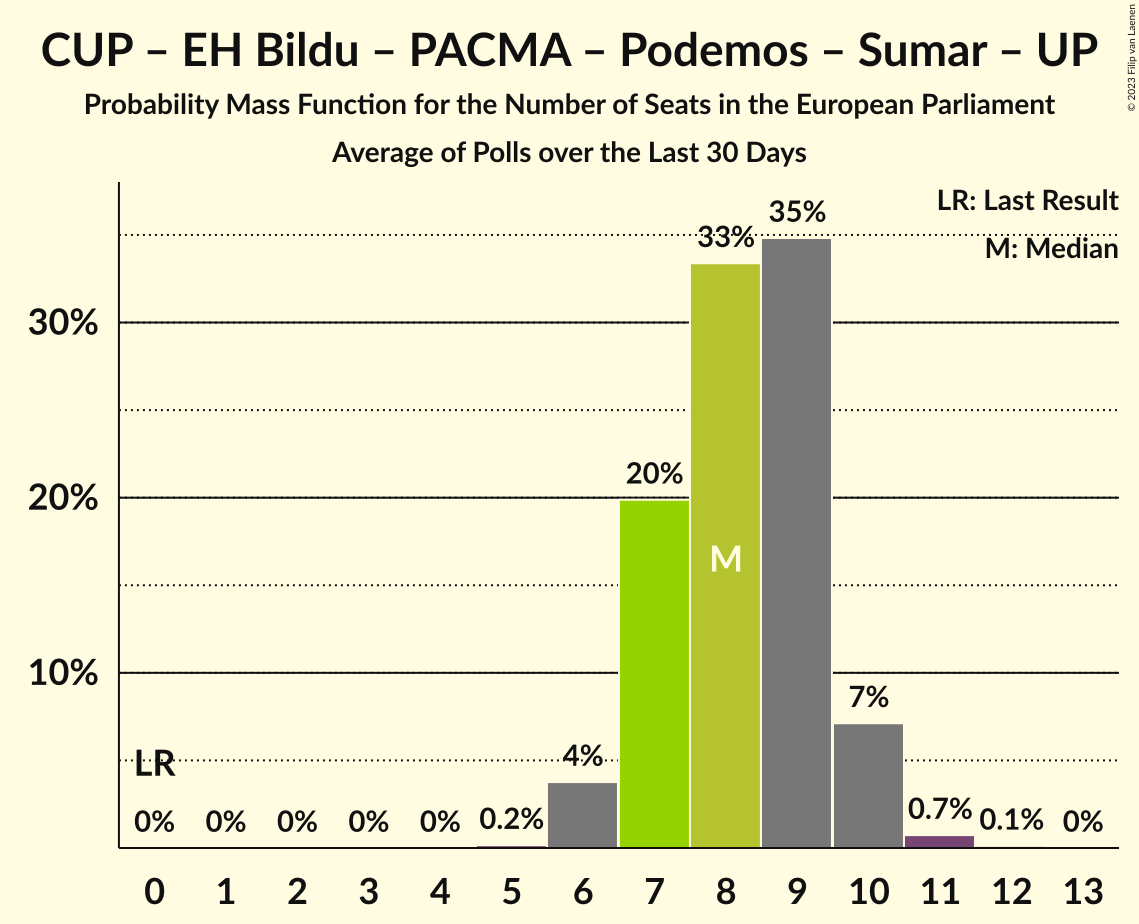 CUP – EH Bildu – PACMA – Podemos – Sumar – UP
Probability Mass Function for the Number of Seats in the European Parliament
Average of Polls over the Last 30 Days
© 2023 Filip van Laenen
LR: Last Result
M: Median
30%
20%
10%
LR
0%
0%
0%
0%
0%
0.2%
4%
20%
33%
35%
7%
0.7%
0.1%
0%
M
0 1 2 3 4 5 6 7 8 9 10 11 12 13